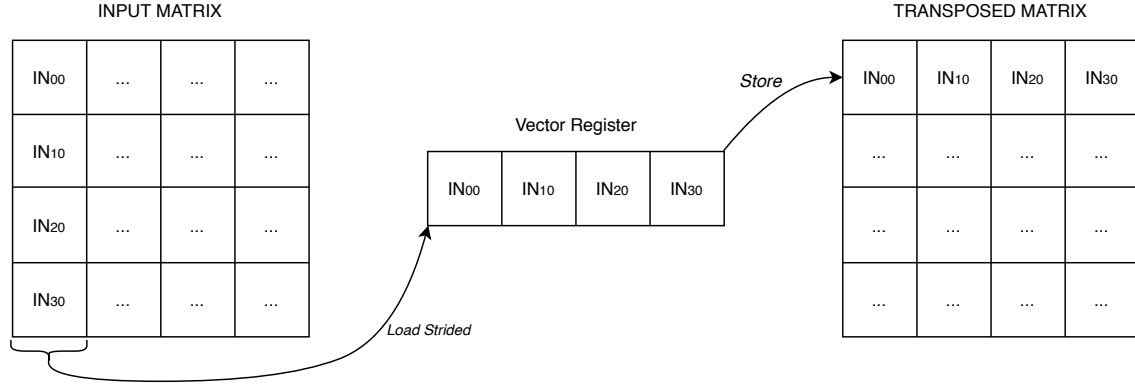 INPUT MATRIX
IN00 ... ... ...
IN10 ... ... ...
IN20 ... ... ...
IN30 ... ... ...
Load Strided
Vector Register
IN00 IN10 IN20 IN30
Store
TRANSPOSED MATRIX
IN00 IN10 IN20 IN30
... ... ... ...
... ... ... ...
... ... ... ...